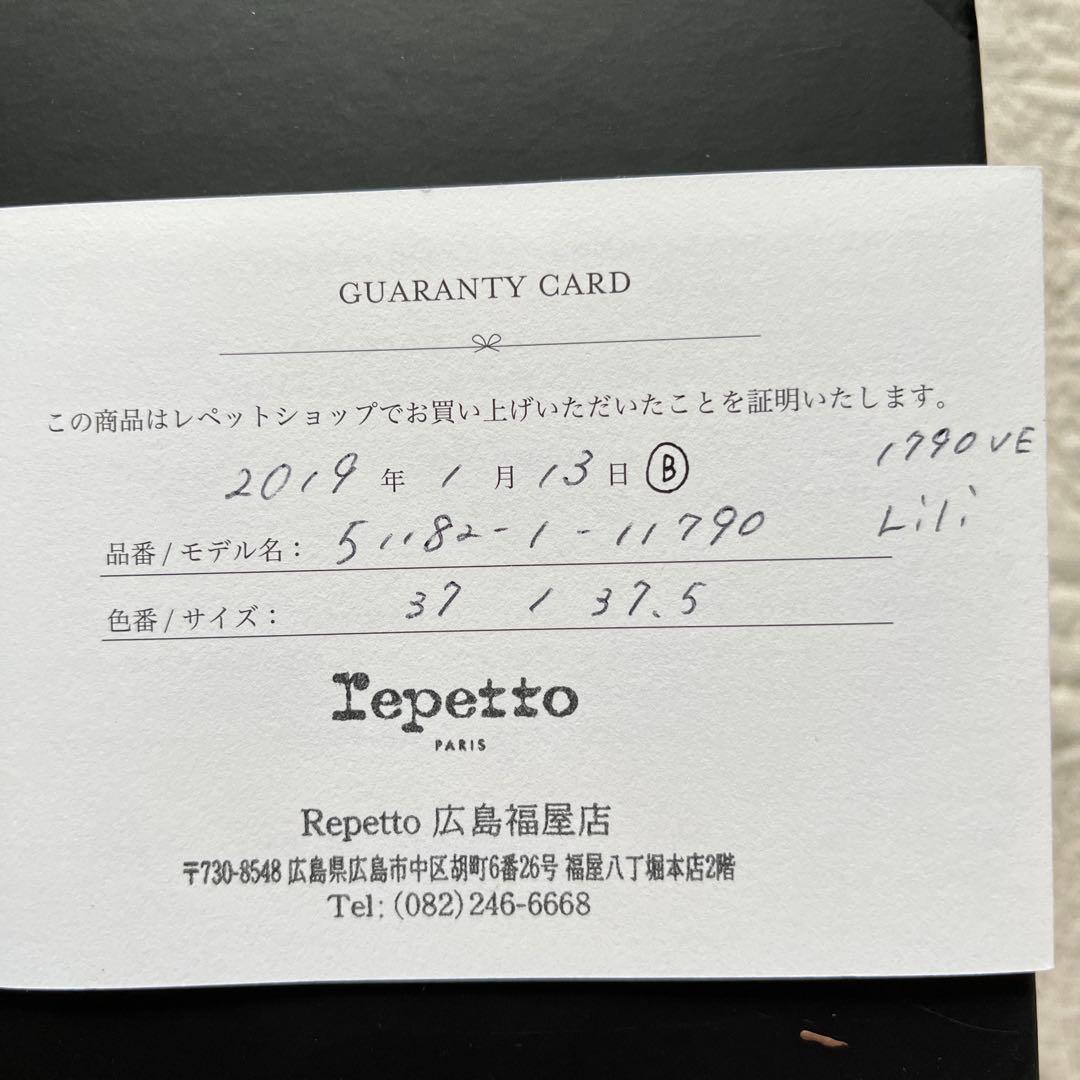 GUARANTY CARD
この商品はレペットショップでお買い上げいただいたことを証明いたします。
2019 年 1 月 13 日 Ⓑ
1790VE
品番 / モデル名： 51182-1-11790
Lili
色番 / サイズ： 37 / 37.5
repetto
PARIS
Repetto 広島福屋店
〒730-8548 広島県広島市中区胡町6番26号 福屋八丁堀本店2階
Tel: (082)246-6668